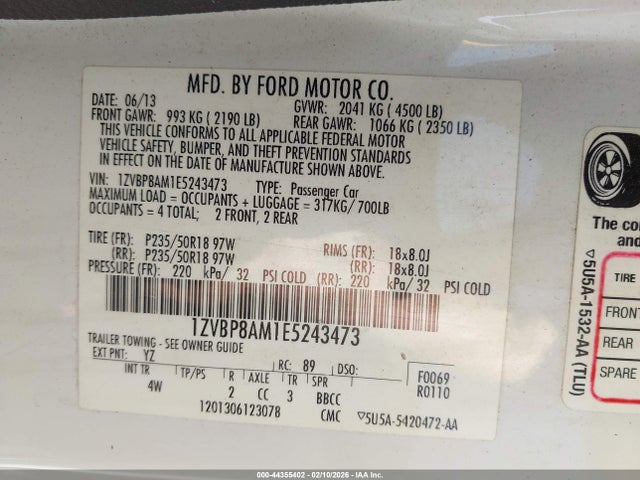 MFD. BY FORD MOTOR CO.
DATE: 06/13 GVWR: 2041 KG ( 4500 LB)
FRONT GAWR: 993 KG ( 2190 LB) REAR GAWR: 1066 KG ( 2350 LB)
THIS VEHICLE CONFORMS TO ALL APPLICABLE FEDERAL MOTOR
VEHICLE SAFETY, BUMPER, AND THEFT PREVENTION STANDARDS
IN EFFECT ON THE DATE OF MANUFACTURE SHOWN ABOVE.
VIN: 1ZVBP8AM1E5243473 TYPE: Passenger Car
MAXIMUM LOAD = OCCUPANTS + LUGGAGE = 317KG/ 700LB
OCCUPANTS = 4 TOTAL; 2 FRONT, 2 REAR
TIRE (FR): P235/50R18 97W RIMS (FR): 18x8.0J
(RR): P235/50R18 97W (RR): 18x8.0J
PRESSURE (FR): 220 kPa/ 32 PSI COLD (RR): 220 kPa/ 32 PSI COLD
1ZVBP8AM1E5243473
TRAILER TOWING - SEE OWNER GUIDE
EXT PNT: YZ RC: 89 DSO:
INT TR TP/PS R AXLE TR SPR
4W 2 CC 3 BBCC
F0069
R0110
1201306123078 CMC ▽5U5A-5420472-AA
The co
and
TIRE
FRONT
REAR
SPARE
▽5U5A-1532-AA (TLU)
000-44355402 - 02/10/2026 - IAA Inc.